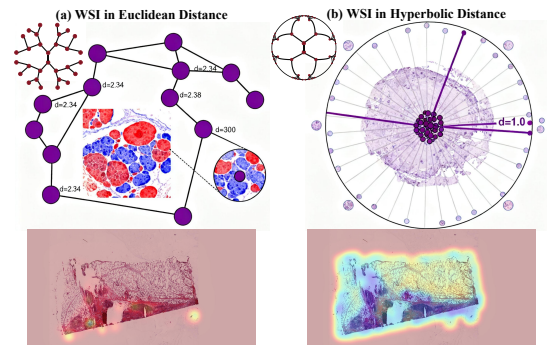 (a) WSI in Euclidean Distance
(b) WSI in Hyperbolic Distance
d=2.34
d=2.34
d=2.34
d=2.38
d=300
d=2.34
d=1.0